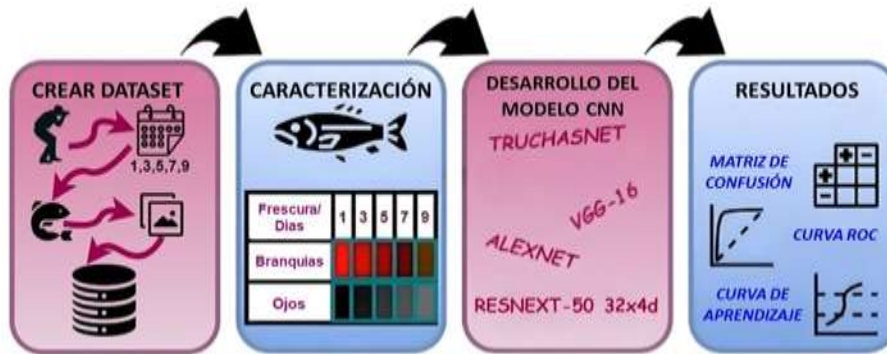 CREAR DATASET
1,3,5,7,9
CARACTERIZACIÓN
Frescura/
Dias
1 3 5 7 9
Branquias
Ojos
DESARROLLO DEL
MODELO CNN
TRUCHASNET
VGG-16
ALEXNET
RESNEXT-50 32x4d
RESULTADOS
MATRIZ DE
CONFUSIÓN
+ -
+
-
CURVA ROC
CURVA DE
APRENDIZAJE